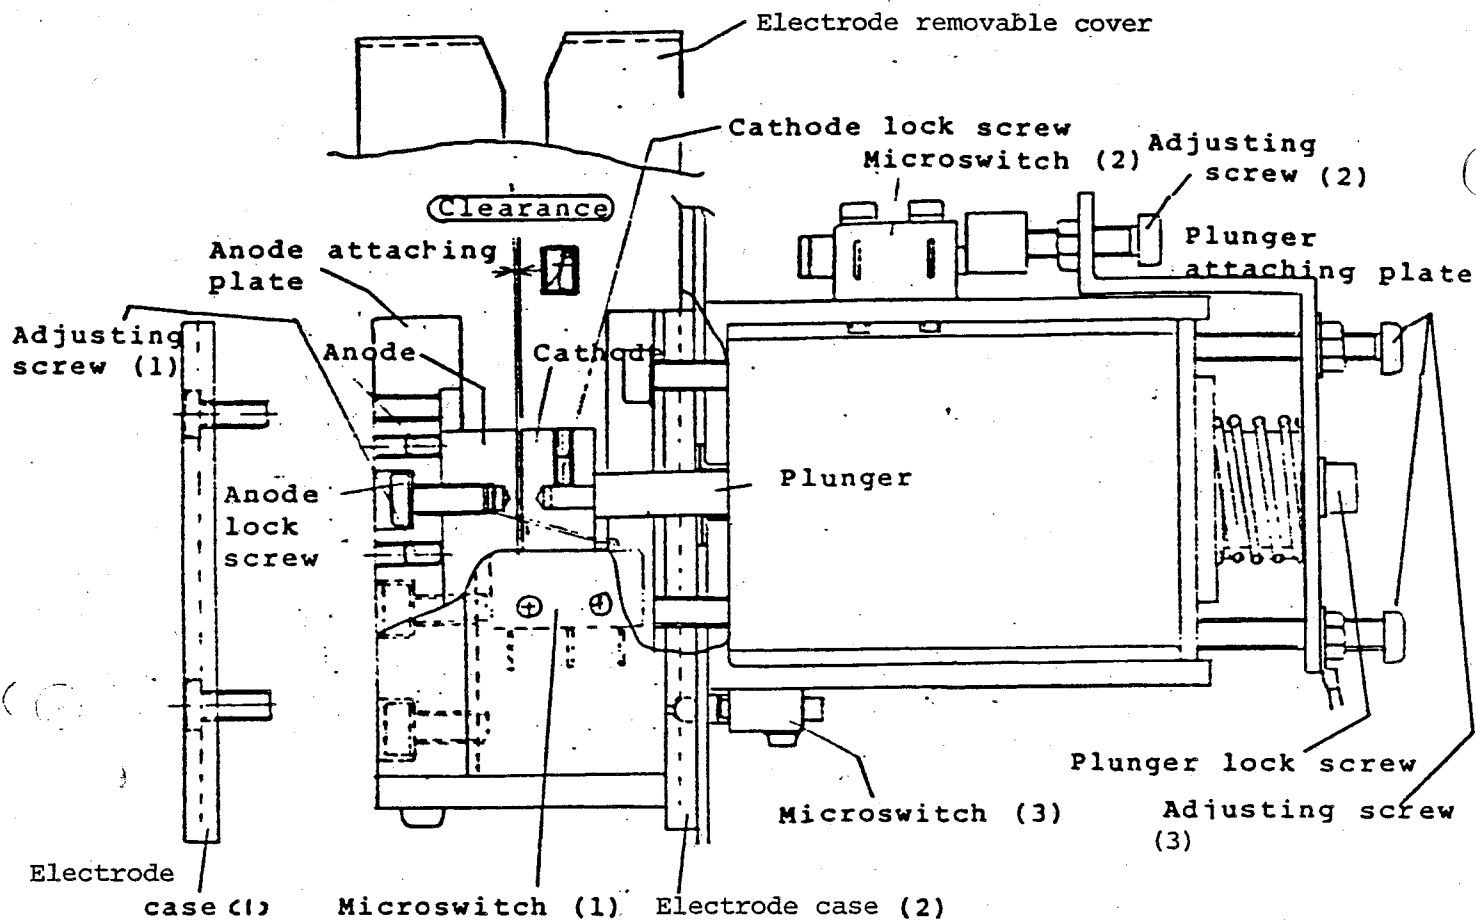 Electrode removable cover
Cathode lock screw
Microswitch (2)
Adjusting
screw (2)
Clearance
Anode attaching
plate
Plunger
attaching plate
Adjusting
screw (1)
Anode
Cathode
Plunger
Anode
lock
screw
Plunger lock screw
Microswitch (3)
Adjusting screw
(3)
Electrode
case (1)
Microswitch (1)
Electrode case (2)